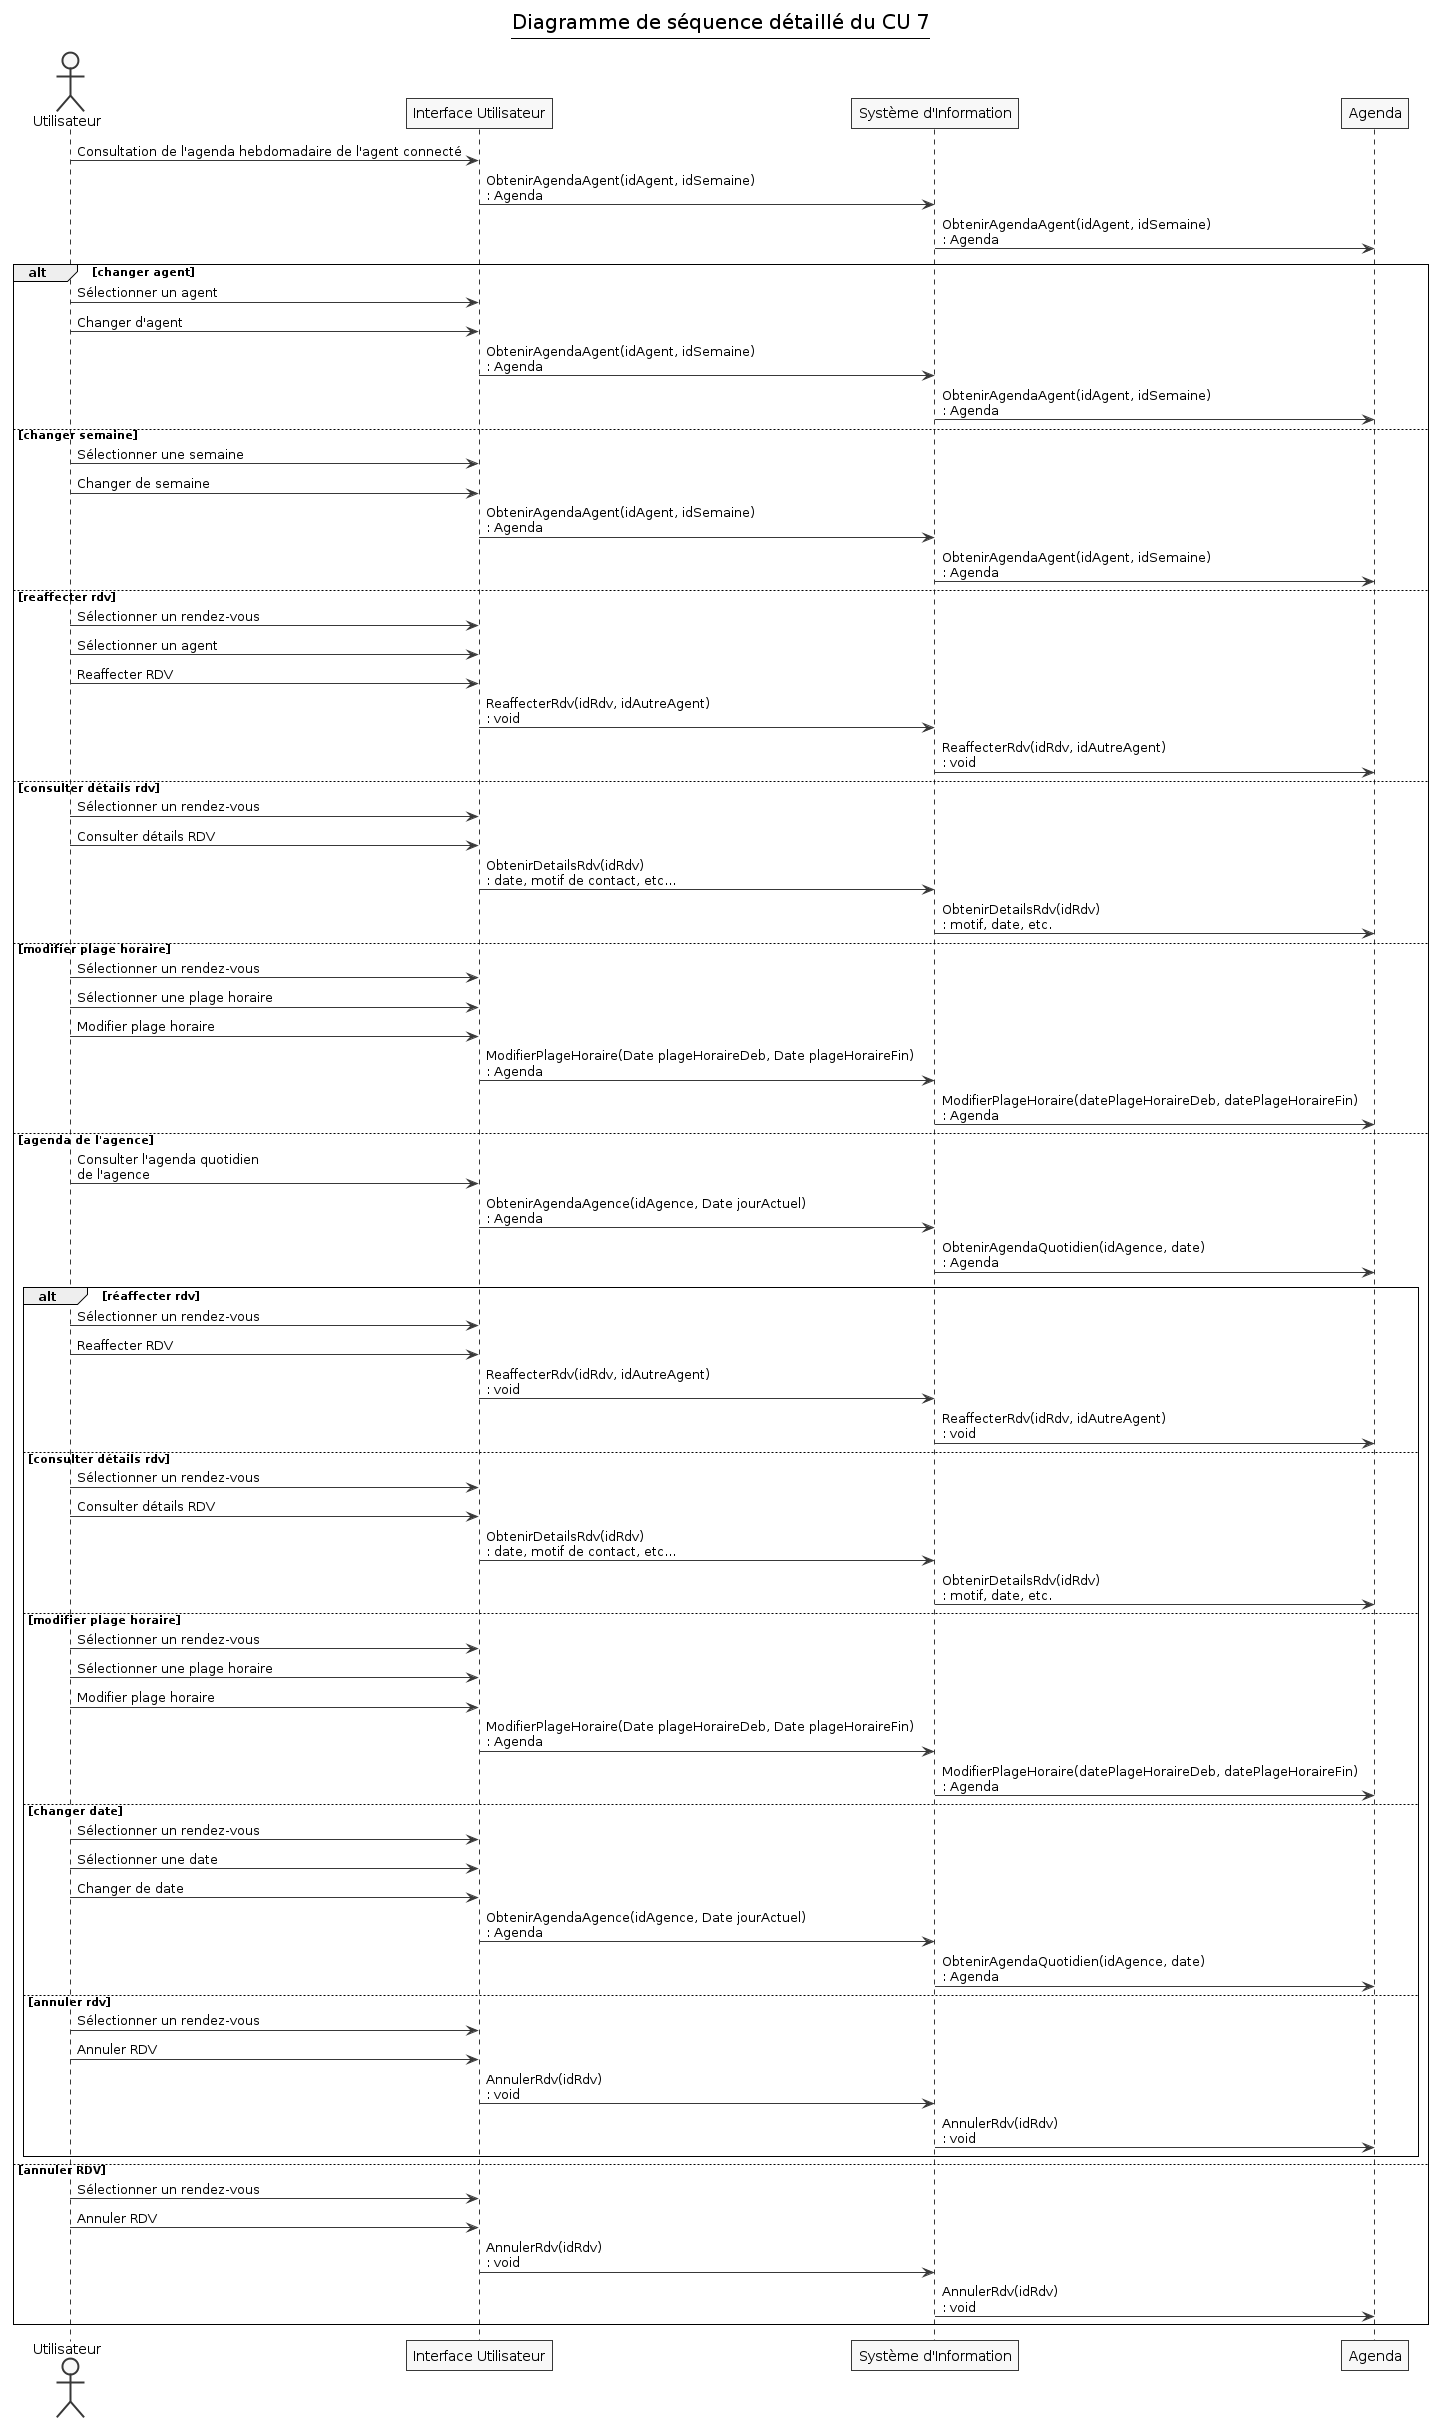 Diagramme de séquence détaillé du CU 7
Utilisateur
Interface Utilisateur
Système d'Information
Agenda
Consultation de l'agenda hebdomadaire de l'agent connecté
ObtenirAgendaAgent(idAgent, idSemaine)
: Agenda
ObtenirAgendaAgent(idAgent, idSemaine)
: Agenda
alt
[changer agent]
Sélectionner un agent
Changer d'agent
ObtenirAgendaAgent(idAgent, idSemaine)
: Agenda
ObtenirAgendaAgent(idAgent, idSemaine)
: Agenda
[changer semaine]
Sélectionner une semaine
Changer de semaine
ObtenirAgendaAgent(idAgent, idSemaine)
: Agenda
ObtenirAgendaAgent(idAgent, idSemaine)
: Agenda
[reaffecter rdv]
Sélectionner un rendez-vous
Sélectionner un agent
Reaffecter RDV
ReaffecterRdv(idRdv, idAutreAgent)
: void
ReaffecterRdv(idRdv, idAutreAgent)
: void
[consulter détails rdv]
Sélectionner un rendez-vous
Consulter détails RDV
ObtenirDetailsRdv(idRdv)
: date, motif de contact, etc...
ObtenirDetailsRdv(idRdv)
: motif, date, etc.
[modifier plage horaire]
Sélectionner un rendez-vous
Sélectionner une plage horaire
Modifier plage horaire
ModifierPlageHoraire(Date plageHoraireDeb, Date plageHoraireFin)
: Agenda
ModifierPlageHoraire(datePlageHoraireDeb, datePlageHoraireFin)
: Agenda
[agenda de l'agence]
Consulter l'agenda quotidien
de l'agence
ObtenirAgendaAgence(idAgence, Date jourActuel)
: Agenda
ObtenirAgendaQuotidien(idAgence, date)
: Agenda
alt
[réaffecter rdv]
Sélectionner un rendez-vous
Reaffecter RDV
ReaffecterRdv(idRdv, idAutreAgent)
: void
ReaffecterRdv(idRdv, idAutreAgent)
: void
[consulter détails rdv]
Sélectionner un rendez-vous
Consulter détails RDV
ObtenirDetailsRdv(idRdv)
: date, motif de contact, etc...
ObtenirDetailsRdv(idRdv)
: motif, date, etc.
[modifier plage horaire]
Sélectionner un rendez-vous
Sélectionner une plage horaire
Modifier plage horaire
ModifierPlageHoraire(Date plageHoraireDeb, Date plageHoraireFin)
: Agenda
ModifierPlageHoraire(datePlageHoraireDeb, datePlageHoraireFin)
: Agenda
[changer date]
Sélectionner un rendez-vous
Sélectionner une date
Changer de date
ObtenirAgendaAgence(idAgence, Date jourActuel)
: Agenda
ObtenirAgendaQuotidien(idAgence, date)
: Agenda
[annuler rdv]
Sélectionner un rendez-vous
Annuler RDV
AnnulerRdv(idRdv)
: void
AnnulerRdv(idRdv)
: void
[annuler RDV]
Sélectionner un rendez-vous
Annuler RDV
AnnulerRdv(idRdv)
: void
AnnulerRdv(idRdv)
: void
Utilisateur
Interface Utilisateur
Système d'Information
Agenda